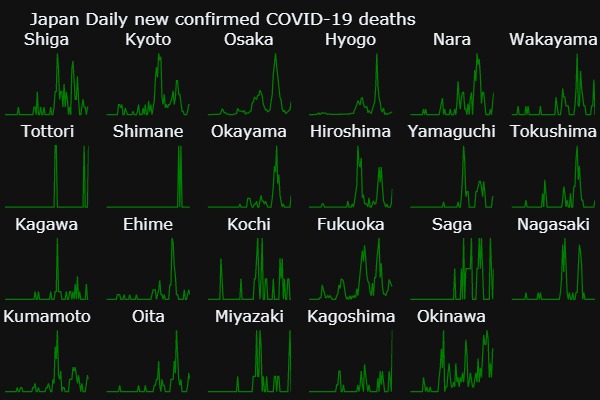 Japan Daily new confirmed COVID-19 deaths
Shiga Kyoto Osaka Hyogo Nara Wakayama
Tottori Shimane Okayama Hiroshima Yamaguchi Tokushima
Kagawa Ehime Kochi Fukuoka Saga Nagasaki
Kumamoto Oita Miyazaki Kagoshima Okinawa